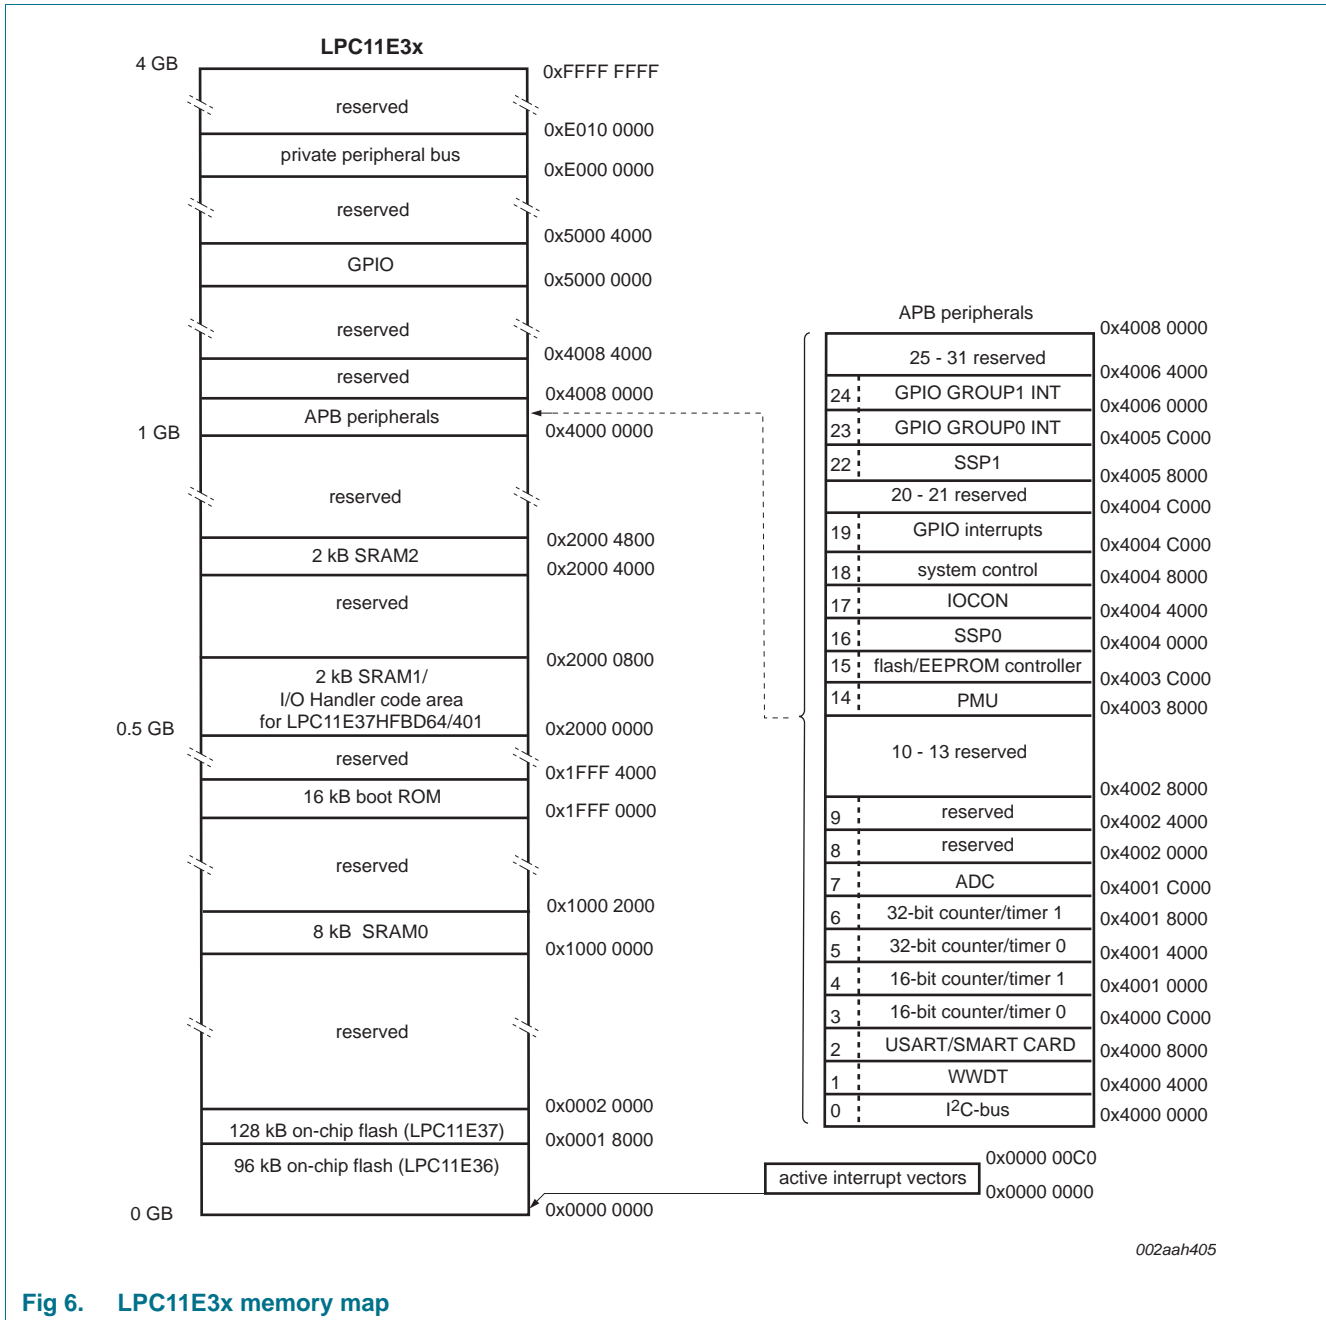 LPC11E3x
4 GB
0xFFFF FFFF
reserved
0xE010 0000
private peripheral bus
0xE000 0000
reserved
0x5000 4000
GPIO
0x5000 0000
reserved
0x4008 4000
reserved
0x4008 0000
APB peripherals
1 GB
0x4000 0000
reserved
0x2000 4800
2 kB SRAM2
0x2000 4000
reserved
0x2000 0800
2 kB SRAM1/
I/O Handler code area
for LPC11E37HFBD64/401
0.5 GB
0x2000 0000
reserved
0x1FFF 4000
16 kB boot ROM
0x1FFF 0000
reserved
0x1000 2000
8 kB SRAM0
0x1000 0000
reserved
0x0002 0000
128 kB on-chip flash (LPC11E37)
0x0001 8000
96 kB on-chip flash (LPC11E36)
0 GB
0x0000 0000
APB peripherals
0x4008 0000
25 - 31 reserved
0x4006 4000
24 GPIO GROUP1 INT
0x4006 0000
23 GPIO GROUP0 INT
0x4005 C000
22 SSP1
0x4005 8000
20 - 21 reserved
0x4004 C000
19 GPIO interrupts
0x4004 C000
18 system control
0x4004 8000
17 IOCON
0x4004 4000
16 SSP0
0x4004 0000
15 flash/EEPROM controller
0x4003 C000
14 PMU
0x4003 8000
10 - 13 reserved
0x4002 8000
9 reserved
0x4002 4000
8 reserved
0x4002 0000
7 ADC
0x4001 C000
6 32-bit counter/timer 1
0x4001 8000
5 32-bit counter/timer 0
0x4001 4000
4 16-bit counter/timer 1
0x4001 0000
3 16-bit counter/timer 0
0x4000 C000
2 USART/SMART CARD
0x4000 8000
1 WWDT
0x4000 4000
0 I2C-bus
0x4000 0000
0x0000 00C0
active interrupt vectors
0x0000 0000
002aah405
Fig 6. LPC11E3x memory map